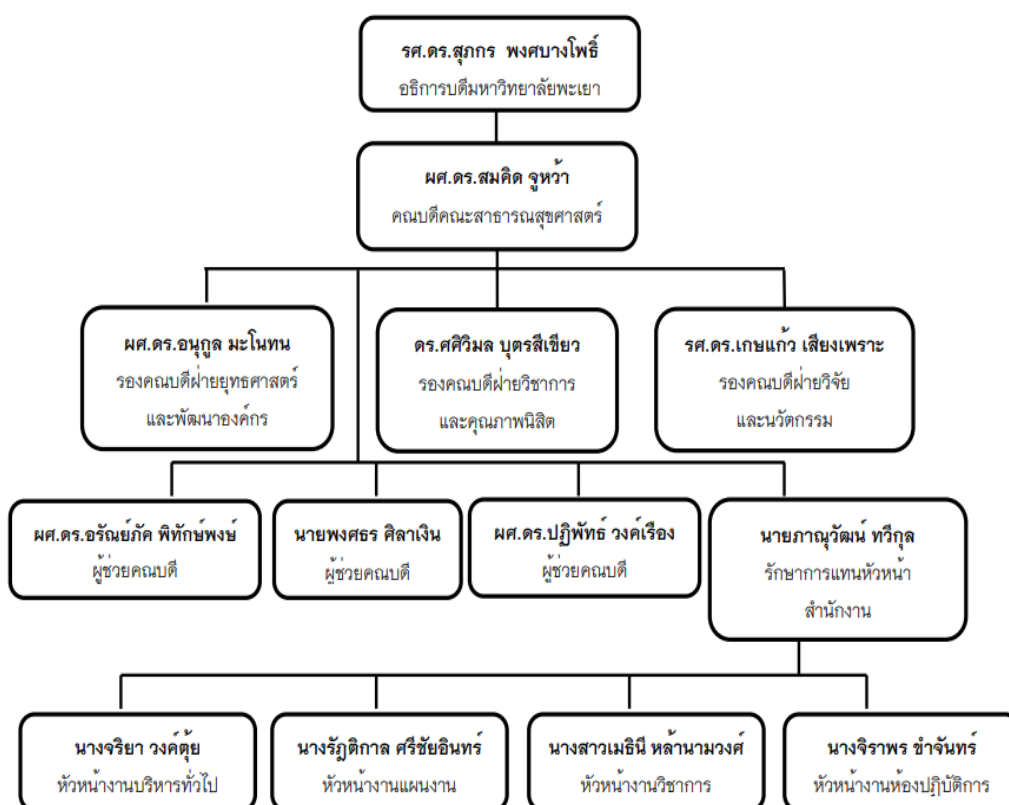 รศ.ดร.สุภกร  พงศบางโพธิ์
อธิการบดีมหาวิทยาลัยพะเยา
ผศ.ดร.สมคิด จูหว้า
คณบดีคณะสาธารณสุขศาสตร์
ผศ.ดร.อนุกูล มะโนทน
รองคณบดีฝ่ายยุทธศาสตร์
และพัฒนาองค์กร
ดร.ศศิวิมล บุตรสีเขียว
รองคณบดีฝ่ายวิชาการ
และคุณภาพนิสิต
รศ.ดร.เกษแก้ว เสียงเพราะ
รองคณบดีฝ่ายวิจัย
และนวัตกรรม
ผศ.ดร.อรัณย์ภัค พิทักษ์พงษ์
ผู้ช่วยคณบดี
นายพงศธร ศิลาเงิน
ผู้ช่วยคณบดี
ผศ.ดร.ปฏิพัทธ์ วงค์เรือง
ผู้ช่วยคณบดี
นายภาณุวัฒน์ ทวีกุล
รักษาการแทนหัวหน้า
สำนักงาน
นางจริยา วงค์ตุ้ย
หัวหน้างานบริหารทั่วไป
นางรัฎติกาล ศรีชัยอินทร์
หัวหน้างานแผนงาน
นางสาวเมธินี หล้านามวงศ์
หัวหน้างานวิชาการ
นางจิราพร ขำจันทร์
หัวหน้างานห้องปฏิบัติการ